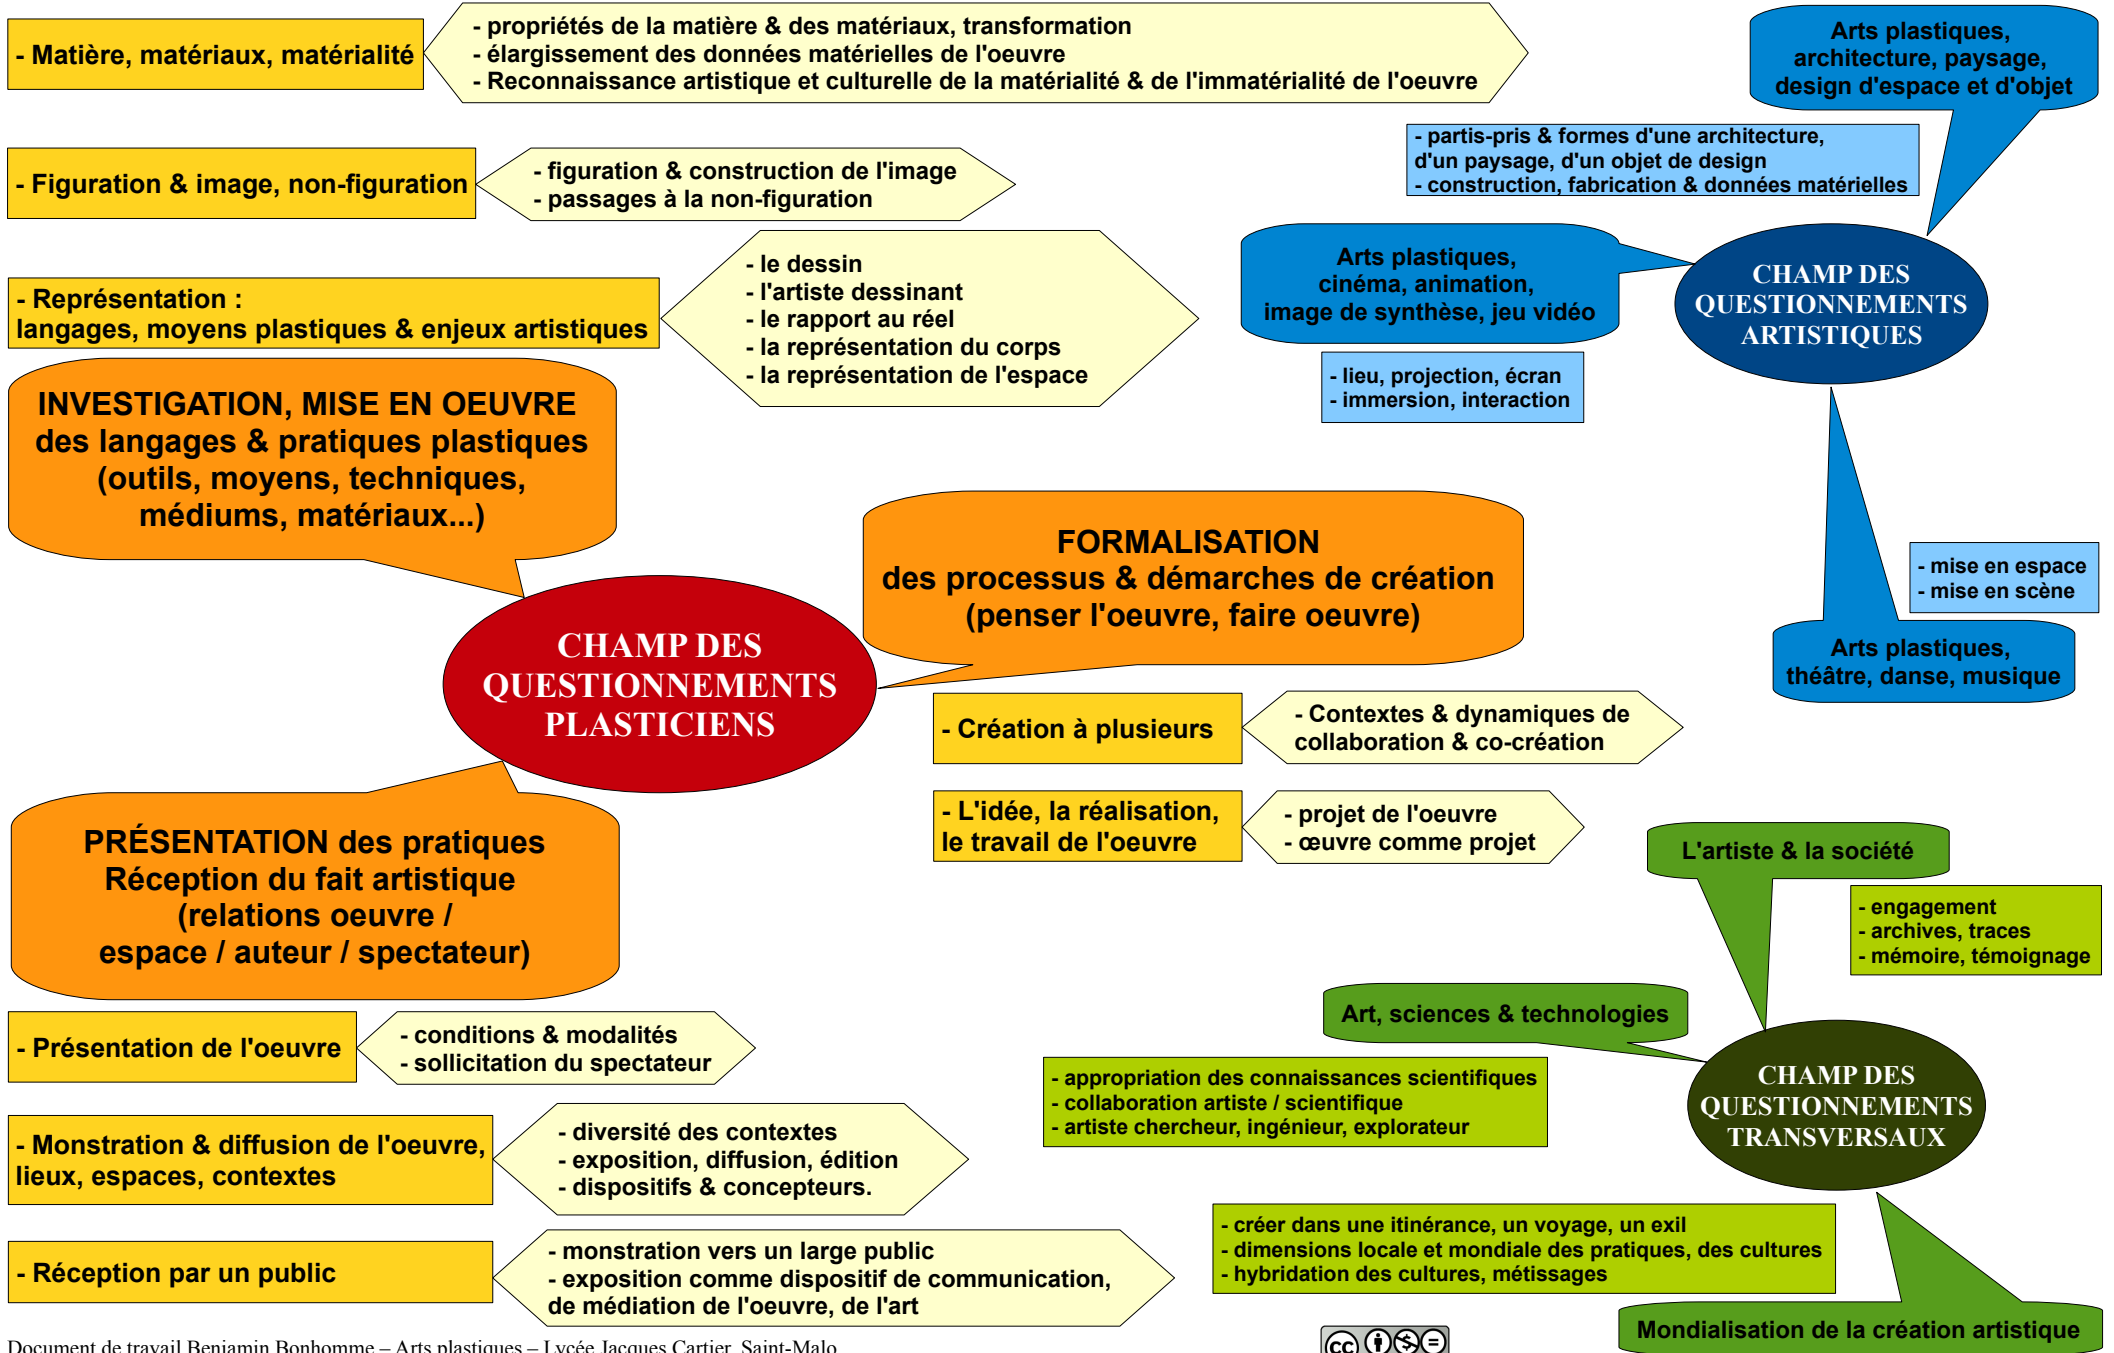 - Matière, matériaux, matérialité
- propriétés de la matière & des matériaux, transformation
- élargissement des données matérielles de l'oeuvre
- Reconnaissance artistique et culturelle de la matérialité & de l'immatérialité de l'oeuvre
- Figuration & image, non-figuration
- figuration & construction de l'image
- passages à la non-figuration
- Représentation :
langages, moyens plastiques & enjeux artistiques
- le dessin
- l'artiste dessinant
- le rapport au réel
- la représentation du corps
- la représentation de l'espace
INVESTIGATION, MISE EN OEUVRE
des langages & pratiques plastiques
(outils, moyens, techniques,
médiums, matériaux...)
CHAMP DES
QUESTIONNEMENTS
PLASTICIENS
FORMALISATION
des processus & démarches de création
(penser l'oeuvre, faire oeuvre)
- Création à plusieurs
- Contextes & dynamiques de
collaboration & co-création
- L'idée, la réalisation,
le travail de l'oeuvre
- projet de l'oeuvre
- œuvre comme projet
PRÉSENTATION des pratiques
Réception du fait artistique
(relations oeuvre /
espace / auteur / spectateur)
- Présentation de l'oeuvre
- conditions & modalités
- sollicitation du spectateur
- Monstration & diffusion de l'oeuvre,
lieux, espaces, contextes
- diversité des contextes
- exposition, diffusion, édition
- dispositifs & concepteurs.
- Réception par un public
- monstration vers un large public
- exposition comme dispositif de communication,
de médiation de l'oeuvre, de l'art
Arts plastiques,
architecture, paysage,
design d'espace et d'objet
- partis-pris & formes d'une architecture,
d'un paysage, d'un objet de design
- construction, fabrication & données matérielles
Arts plastiques,
cinéma, animation,
image de synthèse, jeu vidéo
- lieu, projection, écran
- immersion, interaction
CHAMP DES
QUESTIONNEMENTS
ARTISTIQUES
- mise en espace
- mise en scène
Arts plastiques,
théâtre, danse, musique
L'artiste & la société
- engagement
- archives, traces
- mémoire, témoignage
Art, sciences & technologies
- appropriation des connaissances scientifiques
- collaboration artiste / scientifique
- artiste chercheur, ingénieur, explorateur
CHAMP DES
QUESTIONNEMENTS
TRANSVERSAUX
- créer dans une itinérance, un voyage, un exil
- dimensions locale et mondiale des pratiques, des cultures
- hybridation des cultures, métissages
Mondialisation de la création artistique
Document de travail Benjamin Bonhomme – Arts plastiques – Lycée Jacques Cartier, Saint-Malo
cc